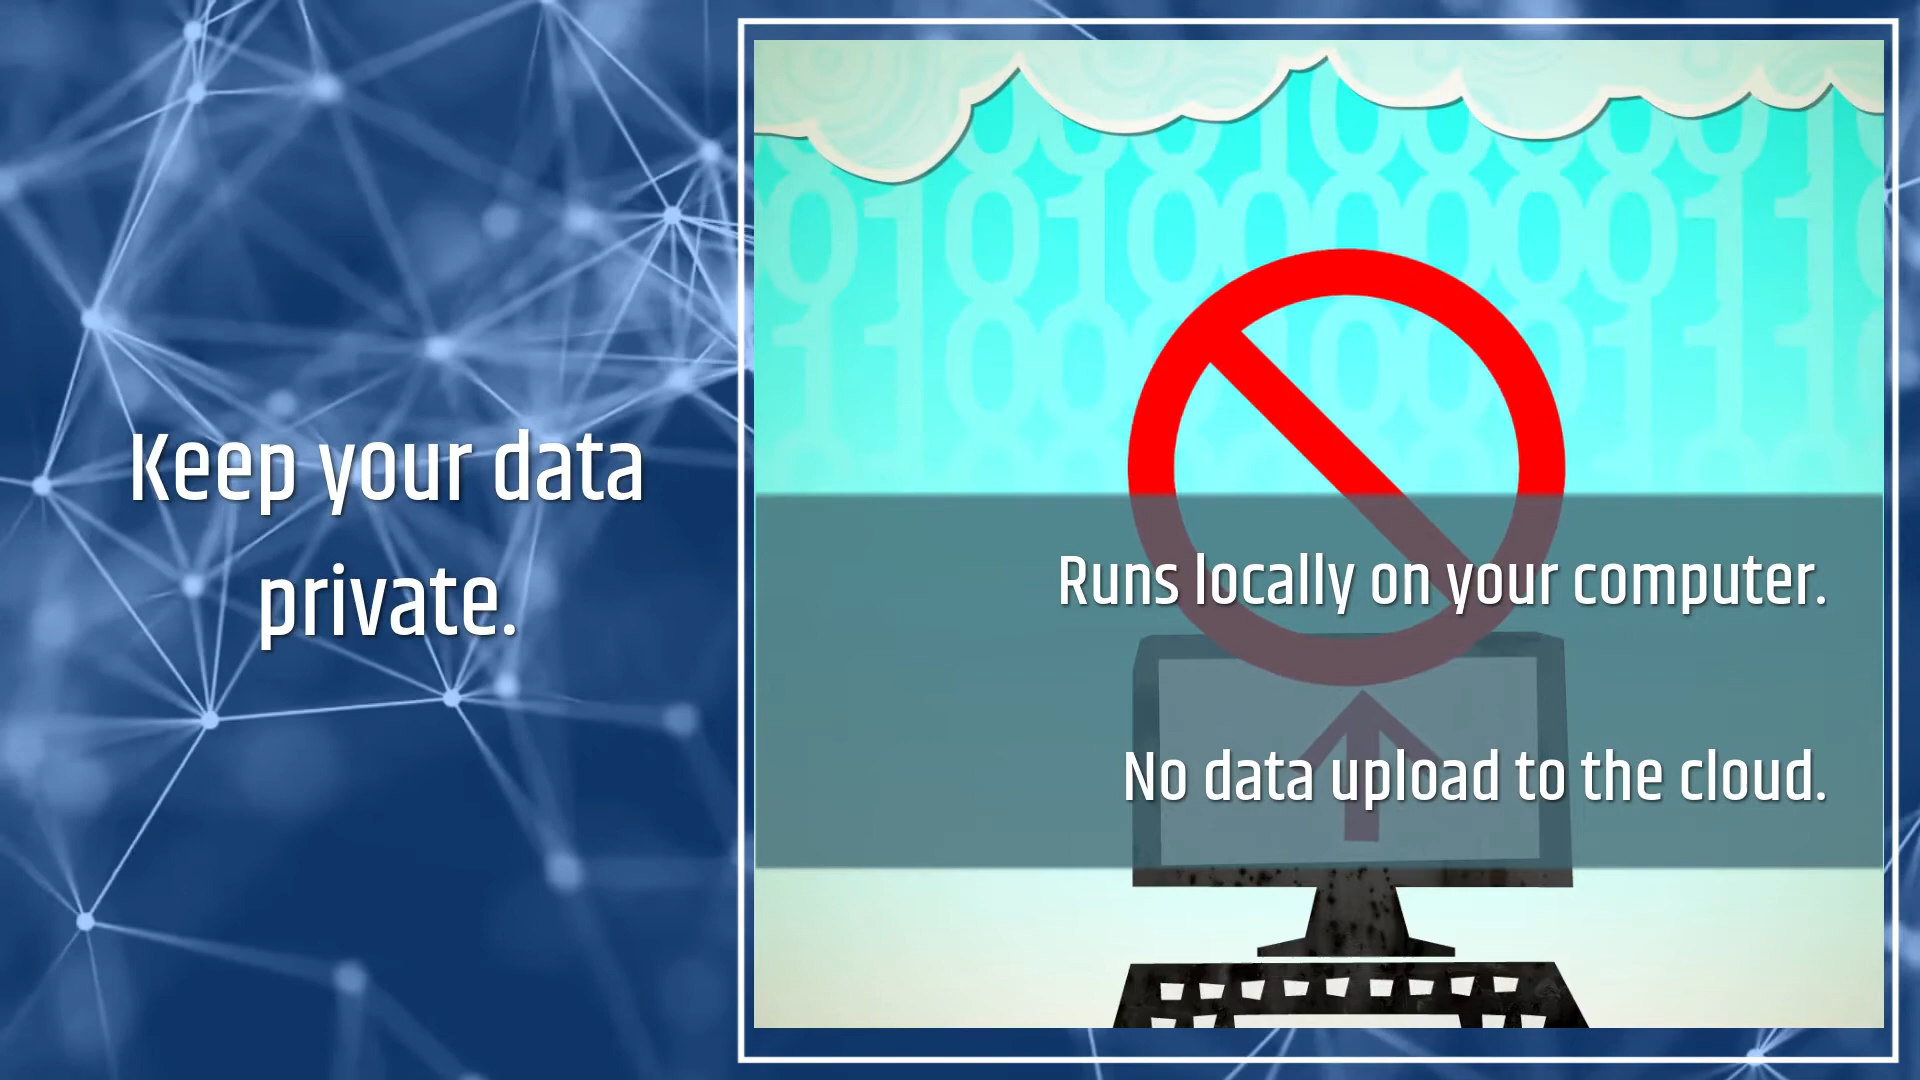 Keep your data
private.
Runs locally on your computer.
No data upload to the cloud.